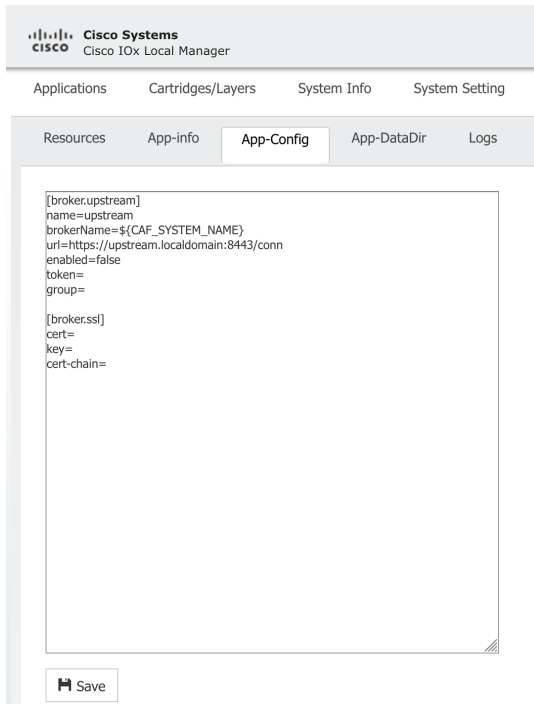 CISCO
Cisco Systems
Cisco IOx Local Manager
Applications Cartridges/Layers System Info System Setting
Resources App-info App-Config App-DataDir Logs
[broker.upstream]
name=upstream
brokerName=${CAF_SYSTEM_NAME}
url=https://upstream.localdomain:8443/conn
enabled=false
token=
group=
[broker.ssl]
cert=
key=
cert-chain=
Save